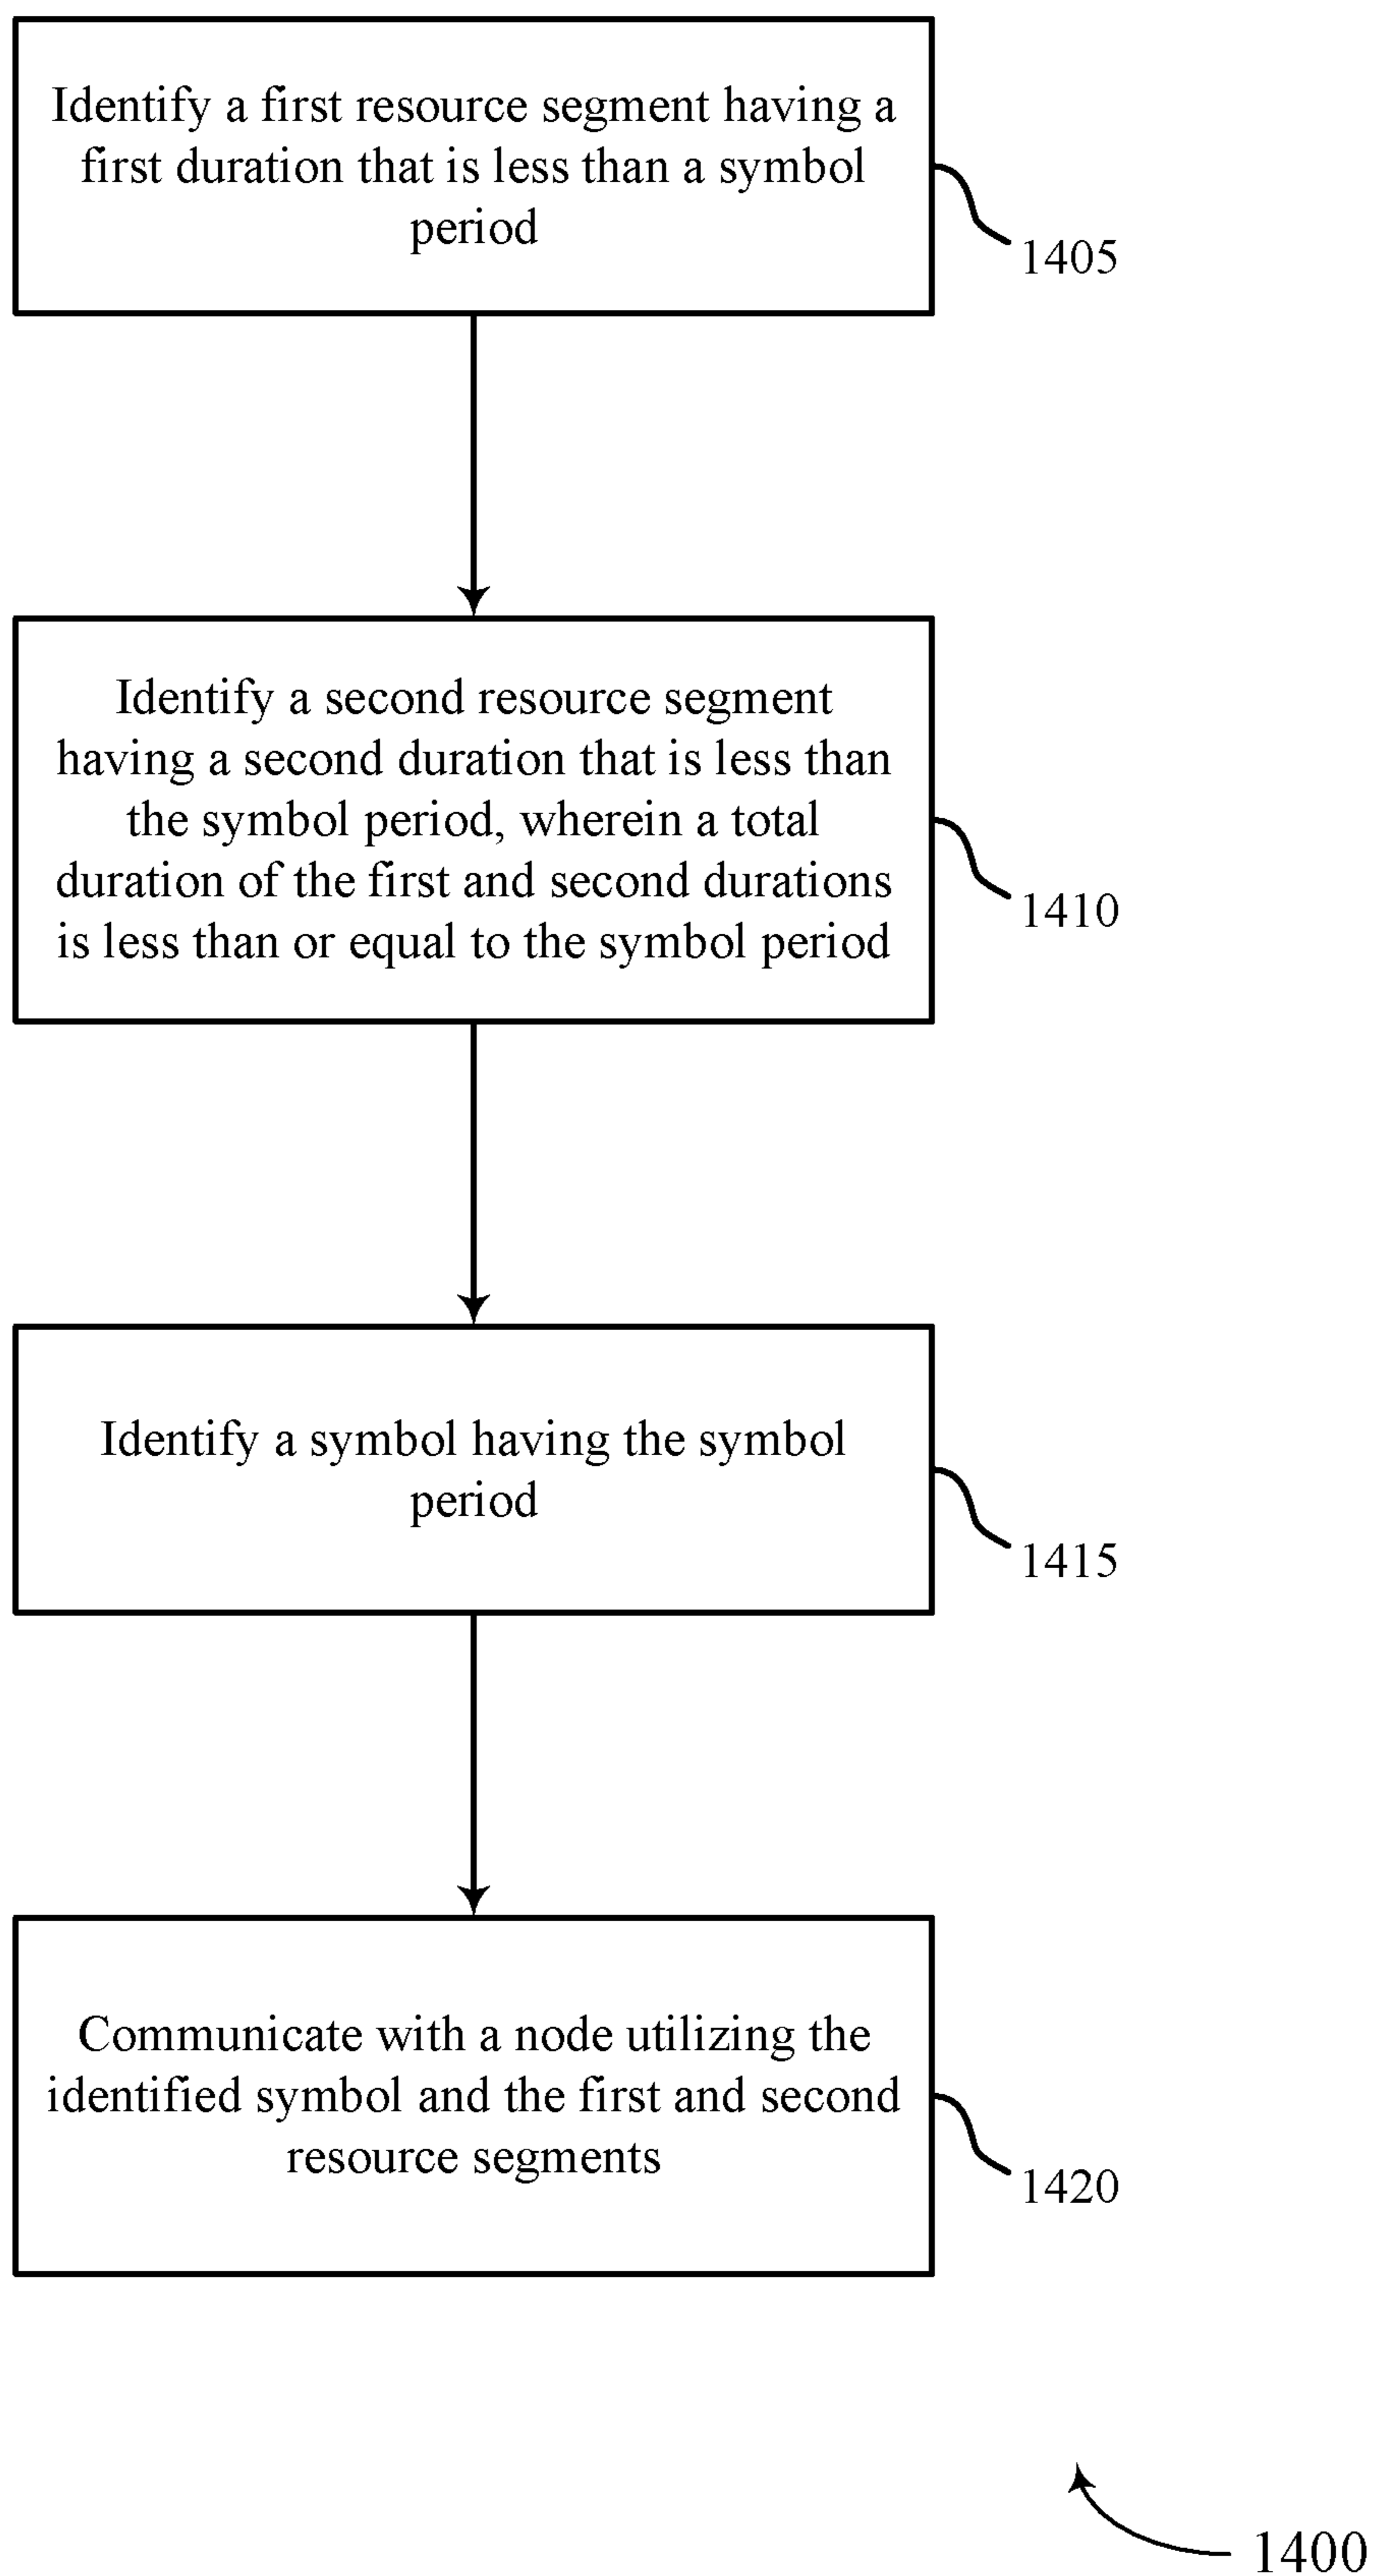 Identify a first resource segment having a
first duration that is less than a symbol
period
1405
Identify a second resource segment
having a second duration that is less than
the symbol period, wherein a total
duration of the first and second durations
is less than or equal to the symbol period
1410
Identify a symbol having the symbol
period
1415
Communicate with a node utilizing the
identified symbol and the first and second
resource segments
1420
1400